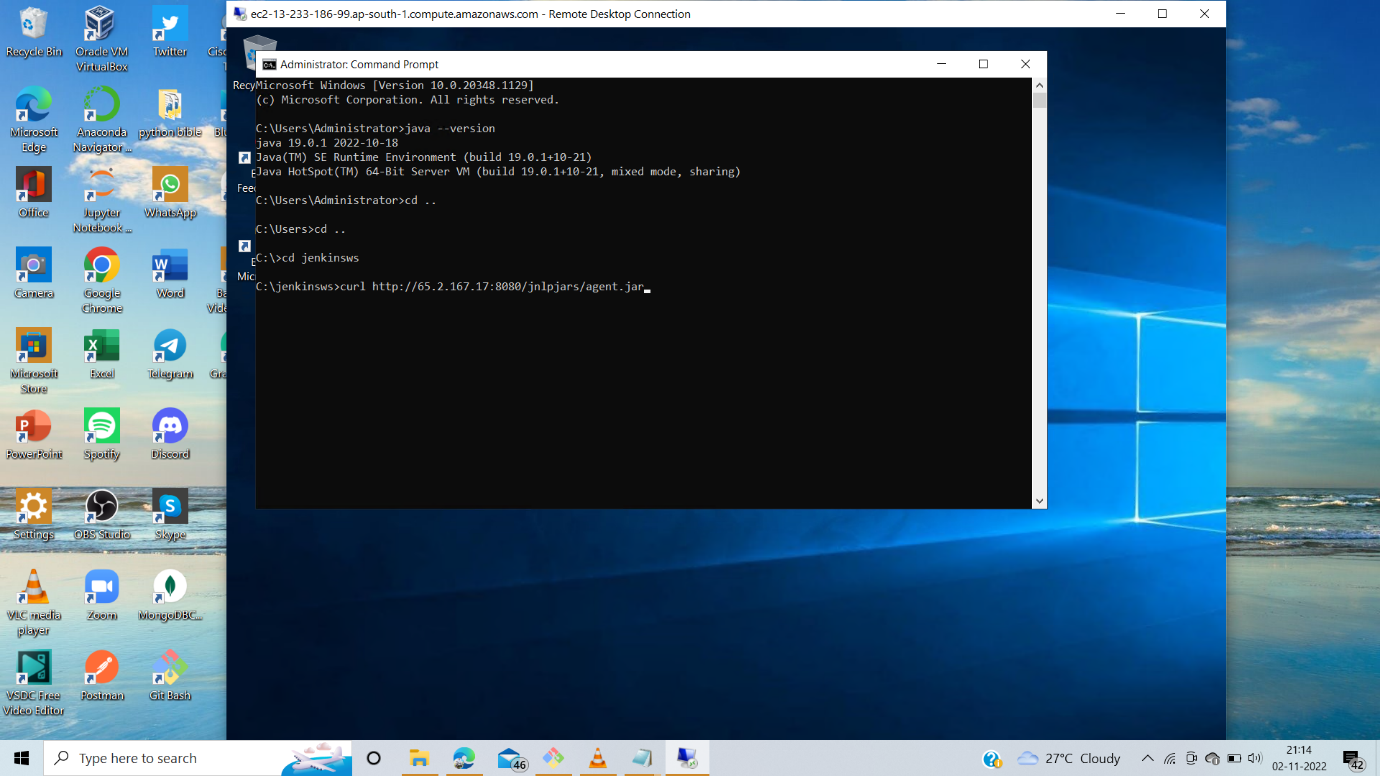 ec2-13-233-186-99.ap-south-1.compute.amazonaws.com - Remote Desktop Connection
Recycle Bin
Oracle VM
VirtualBox
Twitter
Administrator: Command Prompt
Microsoft Windows [Version 10.0.20348.1129]
(c) Microsoft Corporation. All rights reserved.
C:\Users\Administrator>java --version
java 19.0.1 2022-10-18
Java(TM) SE Runtime Environment (build 19.0.1+10-21)
Java HotSpot(TM) 64-Bit Server VM (build 19.0.1+10-21, mixed mode, sharing)
C:\Users\Administrator>cd ..
C:\Users>cd ..
C:\>cd jenkinsws
C:\jenkinsws>curl http://65.2.167.17:8080/jnlpjars/agent.jar
Microsoft
Edge
Anaconda
Navigator ...
python bible
Office
Jupyter
Notebook ...
WhatsApp
Camera
Google
Chrome
Word
Microsoft
Store
Excel
Telegram
PowerPoint
Spotify
Discord
Settings
OBS Studio
Skype
VLC media
player
Zoom
MongoDBC...
VSDC Free
Video Editor
Postman
Git Bash
Type here to search
46
27°C Cloudy
21:14
02-11-2022
42